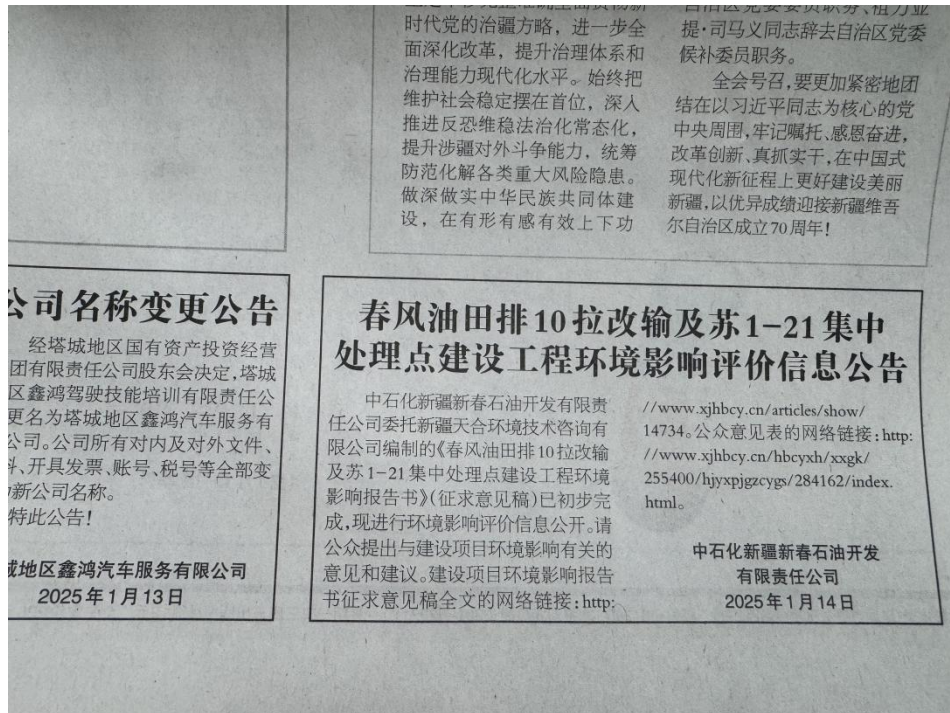 时代党的治疆方略，进一步全
面深化改革，提升治理体系和
治理能力现代化水平。始终把
维护社会稳定摆在首位，深入
推进反恐维稳法治化常态化，
提升涉疆对外斗争能力，统筹
防范化解各类重大风险隐患。
做深做实中华民族共同体建
设，在有形有感有效上下功
提·司马义同志辞去自治区党委
候补委员职务。
全会号召，要更加紧密地团
结在以习近平同志为核心的党
中央周围，牢记嘱托、感恩奋进，
改革创新、真抓实干，在中国式
现代化新征程上更好建设美丽
新疆，以优异成绩迎接新疆维吾
尔自治区成立70周年！
公司名称变更公告
经塔城地区国有资产投资经营
团有限责任公司股东会决定，塔城
区鑫鸿驾驶技能培训有限责任公
更名为塔城地区鑫鸿汽车服务有
公司。公司所有对内及对外文件、
、开具发票、账号、税号等全部变
新公司名称。
特此公告！
城地区鑫鸿汽车服务有限公司
2025年1月13日
春风油田排10拉改输及苏1-21集中
处理点建设工程环境影响评价信息公告
中石化新疆新春石油开发有限责
任公司委托新疆天合环境技术咨询有
限公司编制的《春风油田排10拉改输
及苏1-21集中处理点建设工程环境
影响报告书》（征求意见稿）已初步完
成，现进行环境影响评价信息公开。请
公众提出与建设项目环境影响有关的
意见和建议。建设项目环境影响报告
书征求意见稿全文的网络链接：http:
//www.xjhbcy.cn/articles/show/
14734。公众意见表的网络链接：http:
//www.xjhbcy.cn/hbcyxh/xxgk/
255400/hjyxpjgzcygs/284162/index.
html。
中石化新疆新春石油开发
有限责任公司
2025年1月14日